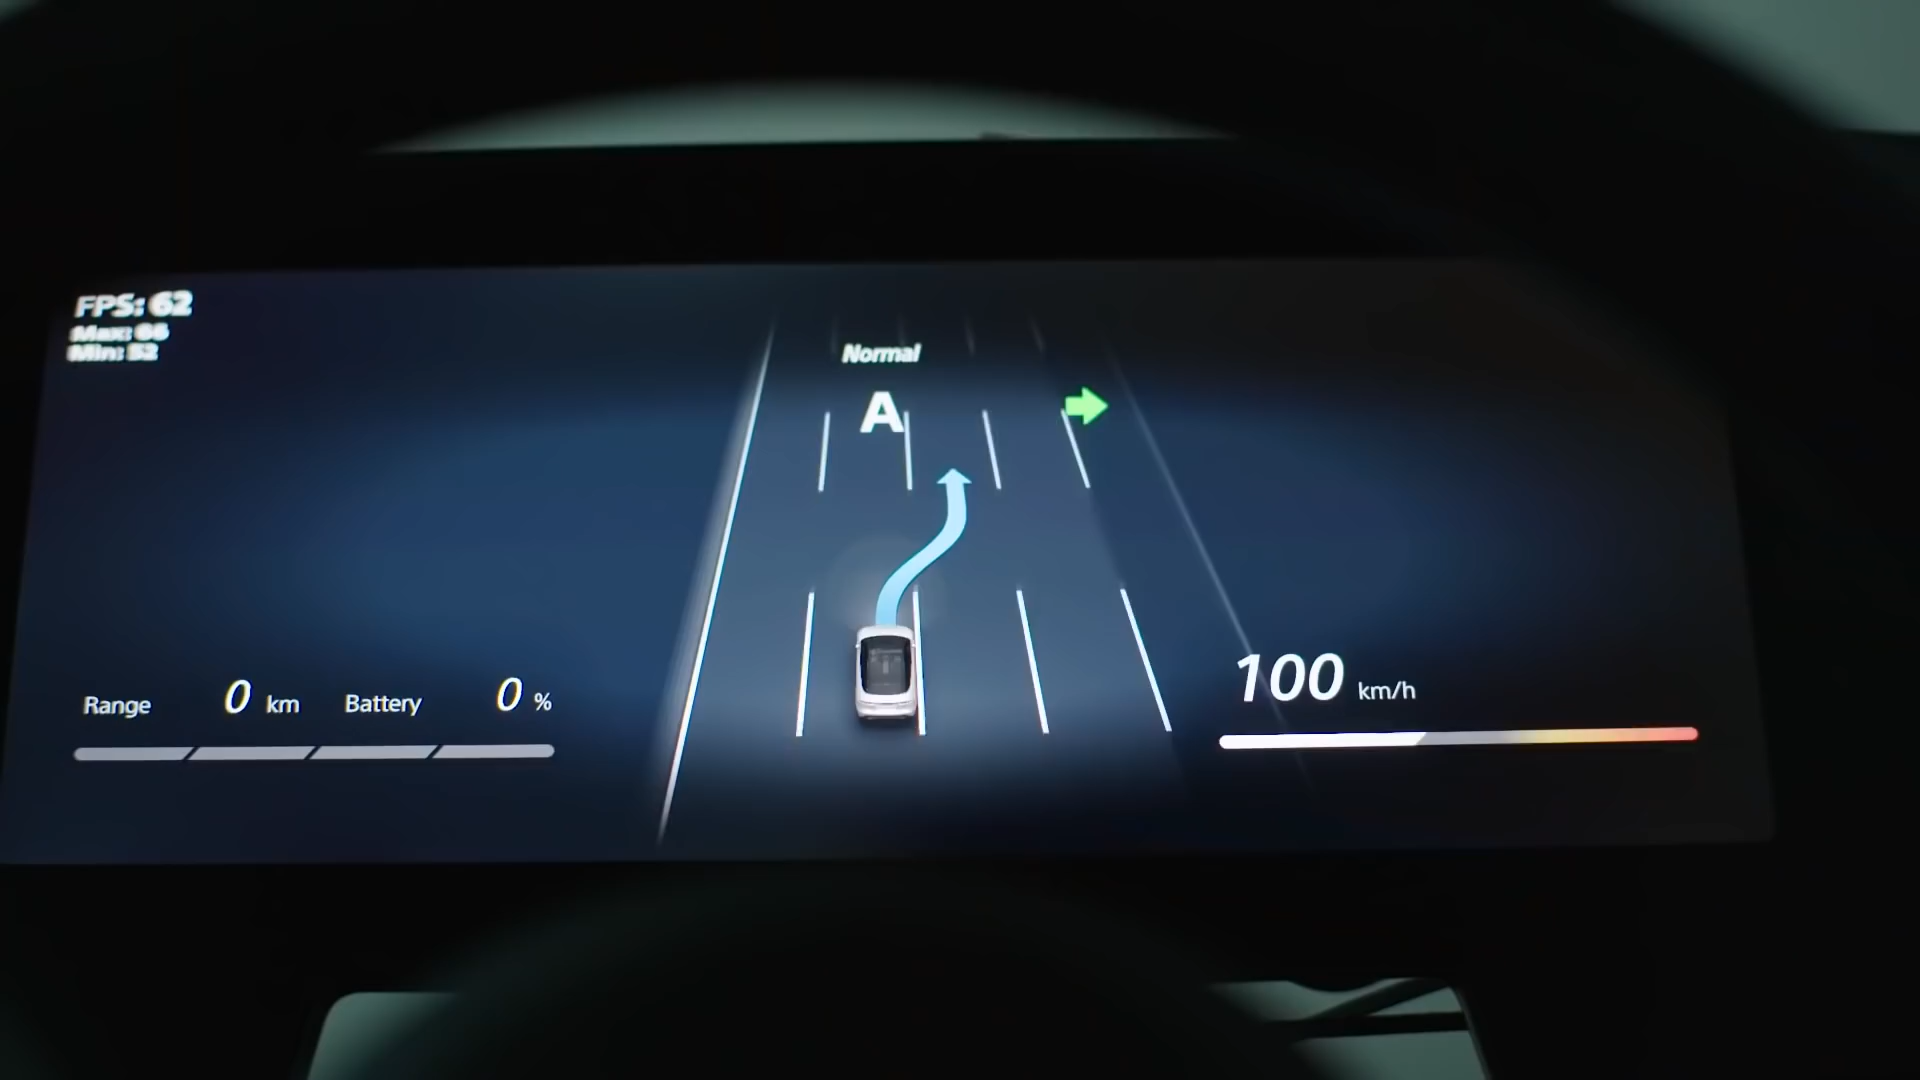 FPS: 62
Max: 66
Min: 52
Normal
A
Range 0 km Battery 0 %
100 km/h